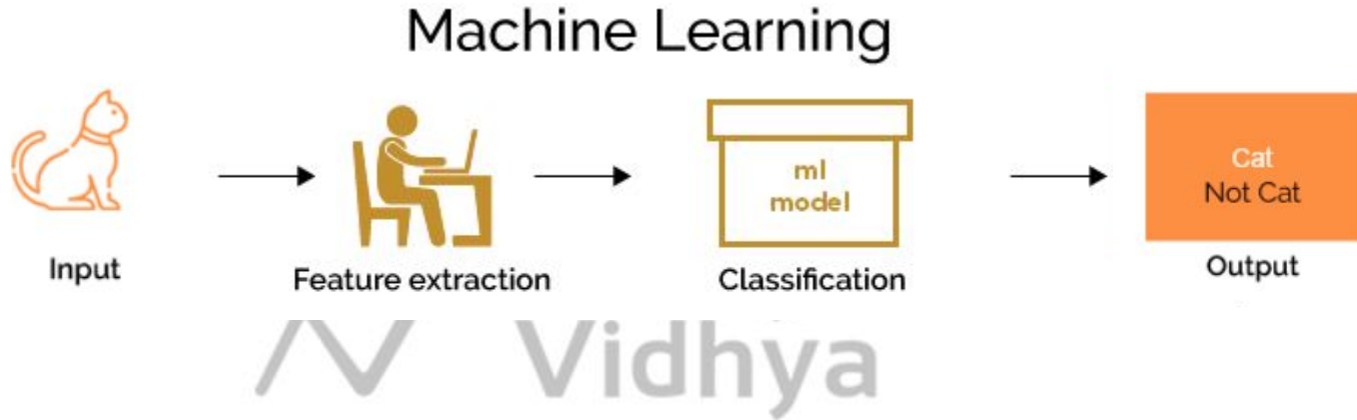 Machine Learning
ml
model
Cat
Not Cat
Input
Feature extraction
Classification
Output
Vidhya